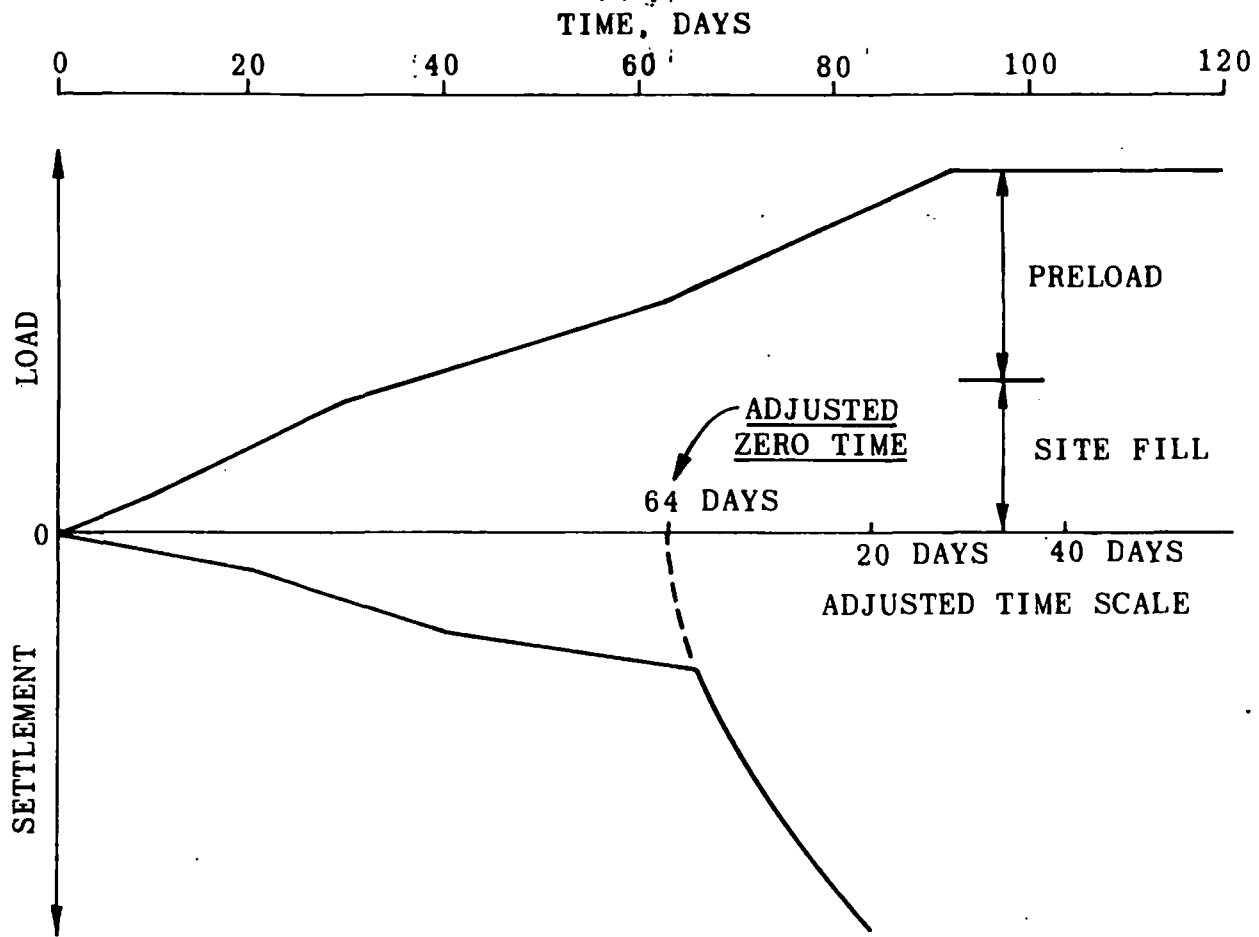 TIME, DAYS
0 20 40 60 80 100 120
LOAD
PRELOAD
ADJUSTED
ZERO TIME
SITE FILL
64 DAYS
0
20 DAYS 40 DAYS
ADJUSTED TIME SCALE
SETTLEMENT